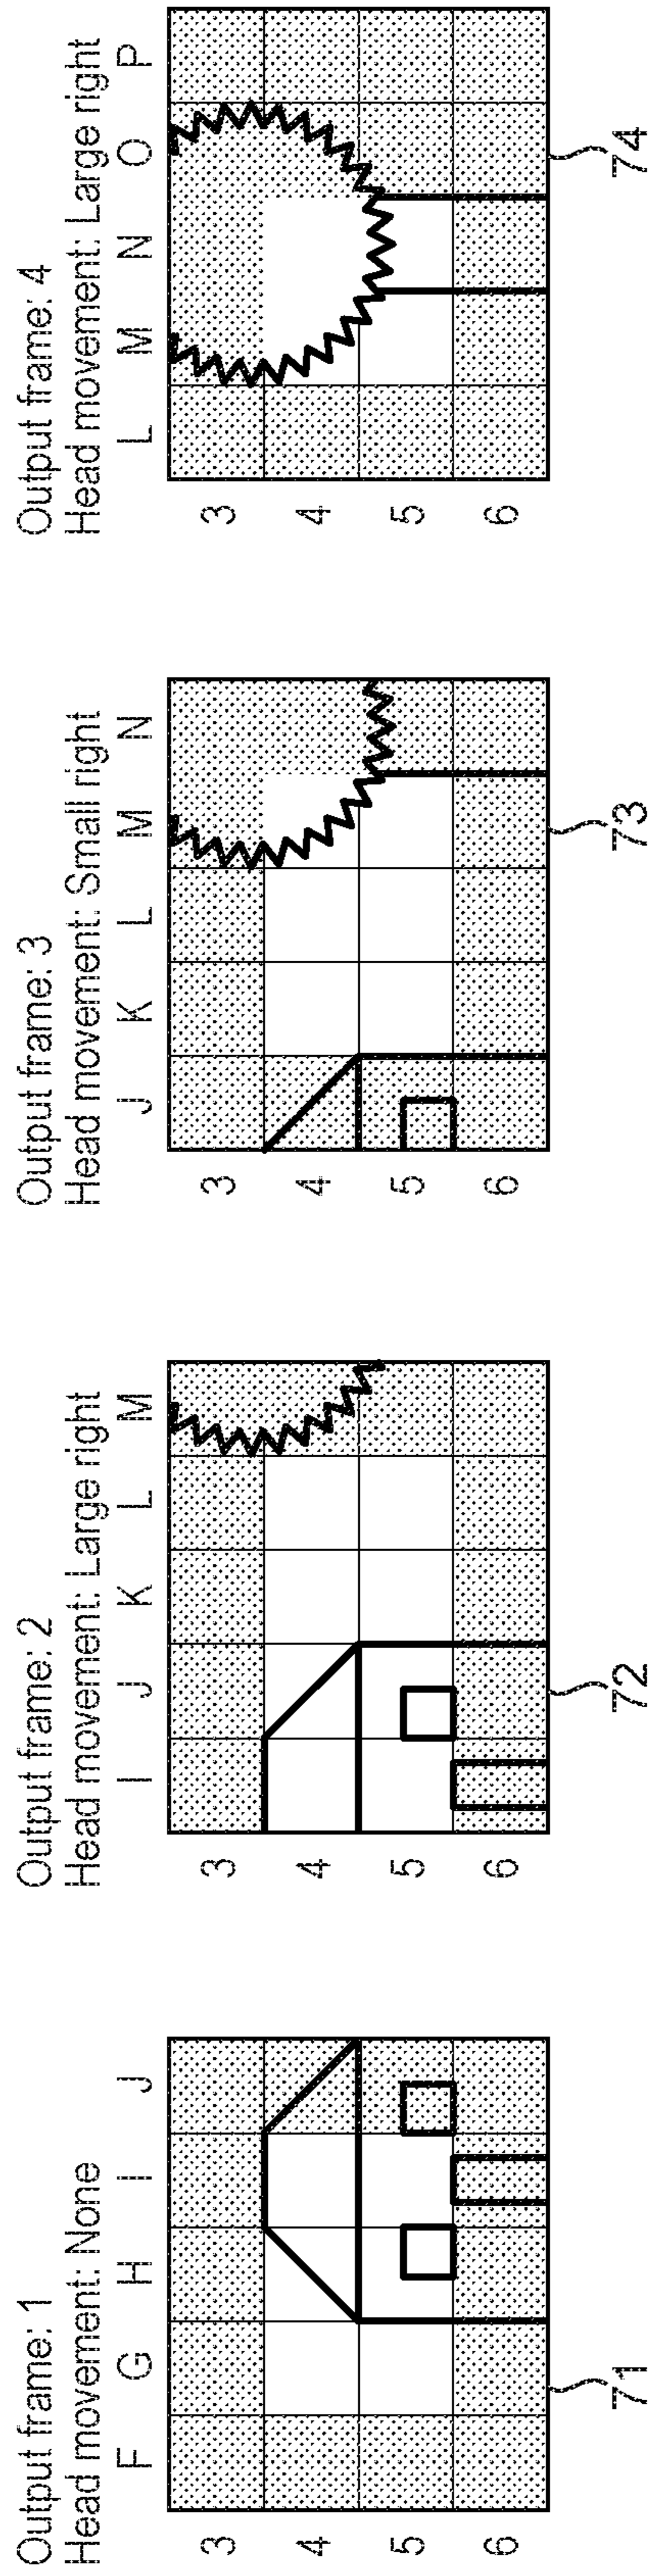 Output frame: 1
Head movement: None
F G H I J
3
4
5
6
71
Output frame: 2
Head movement: Large right
I J K L M
3
4
5
6
72
Output frame: 3
Head movement: Small right
J K L M N
3
4
5
6
73
Output frame: 4
Head movement: Large right
L M N O P
3
4
5
6
74